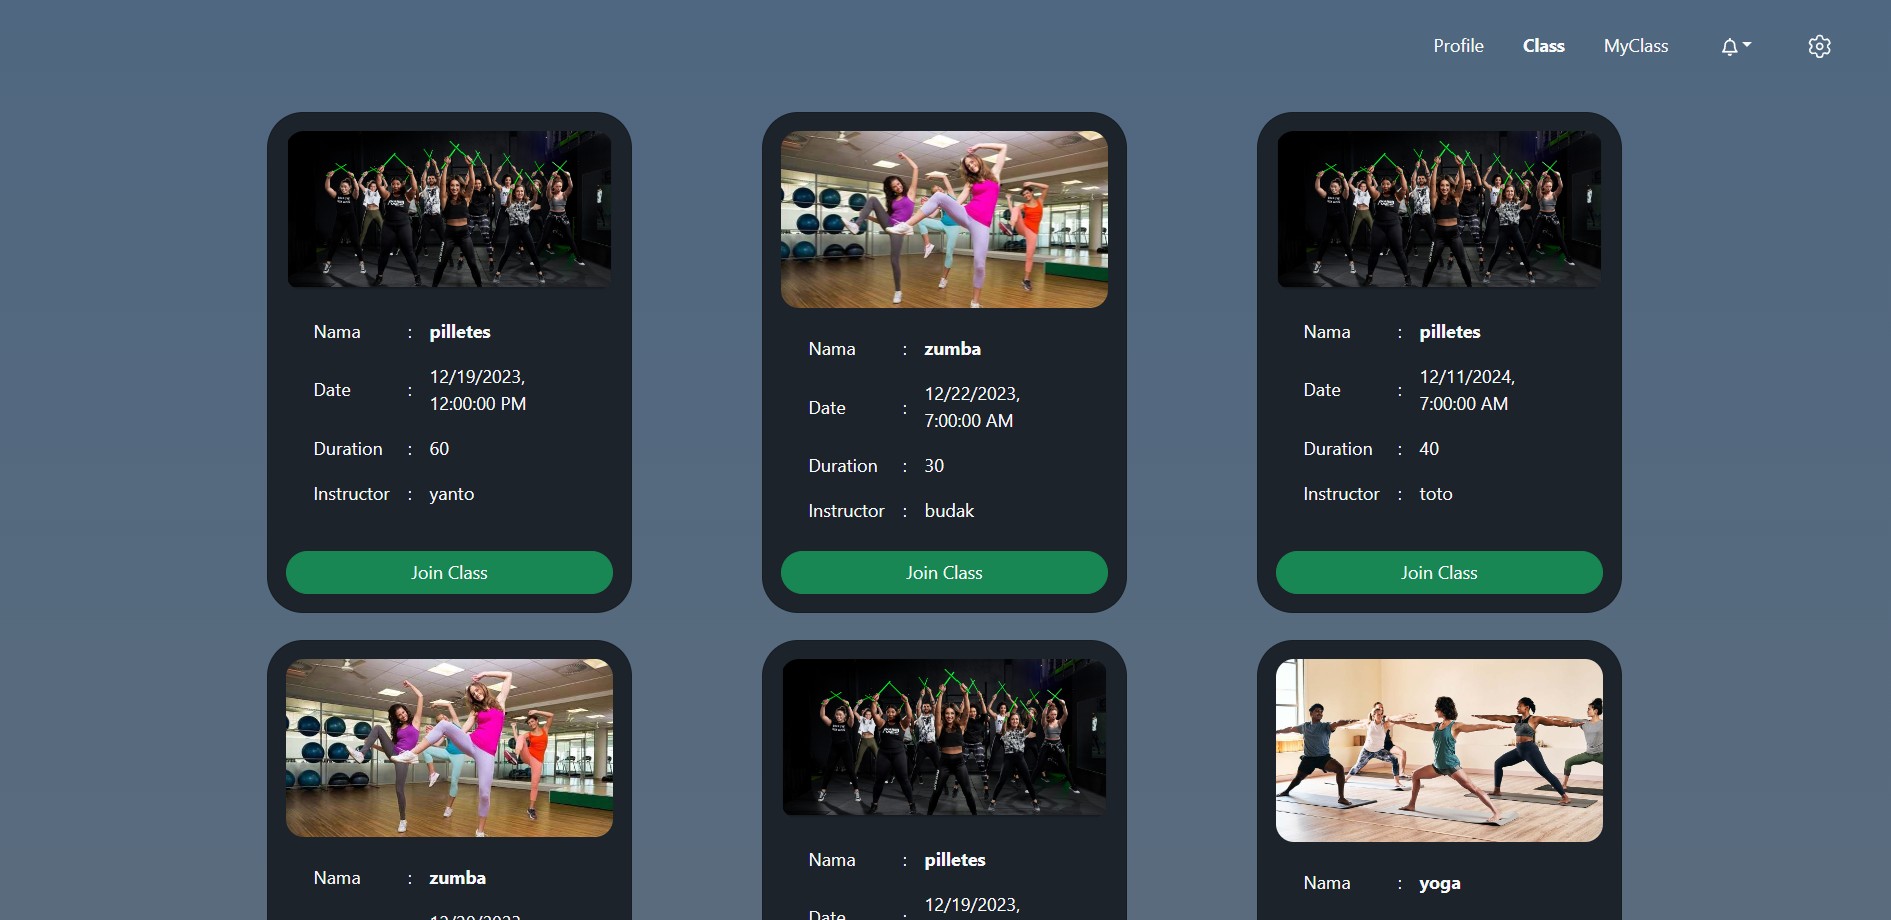 Profile Class MyClass
Nama : pilletes
Date : 12/19/2023,
12:00:00 PM
Duration : 60
Instructor : yanto
Join Class
Nama : zumba
Date : 12/22/2023,
7:00:00 AM
Duration : 30
Instructor : budak
Join Class
Nama : pilletes
Date : 12/11/2024,
7:00:00 AM
Duration : 40
Instructor : toto
Join Class
Nama : zumba
Nama : pilletes
Date : 12/19/2023,
Nama : yoga